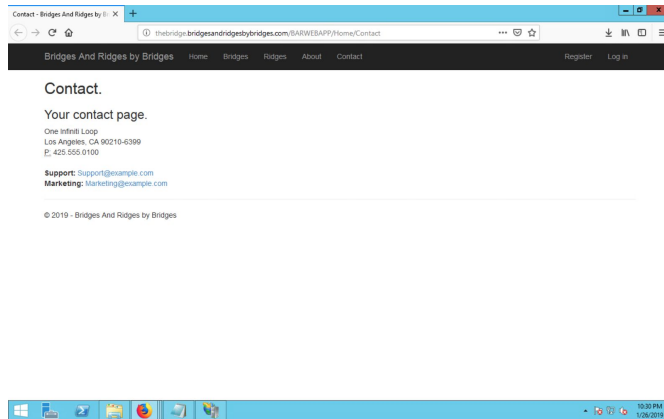 Contact - Bridges And Ridges by Br
thebridge.bridgesandridgesbybridges.com/BARWEBAPP/Home/Contact
Bridges And Ridges by Bridges Home Bridges Ridges About Contact Register Log in
Contact.
Your contact page.
One Infiniti Loop
Los Angeles, CA 90210-6399
P: 425.555.0100
Support: Support@example.com
Marketing: Marketing@example.com
© 2019 - Bridges And Ridges by Bridges
10:30 PM
1/26/2019